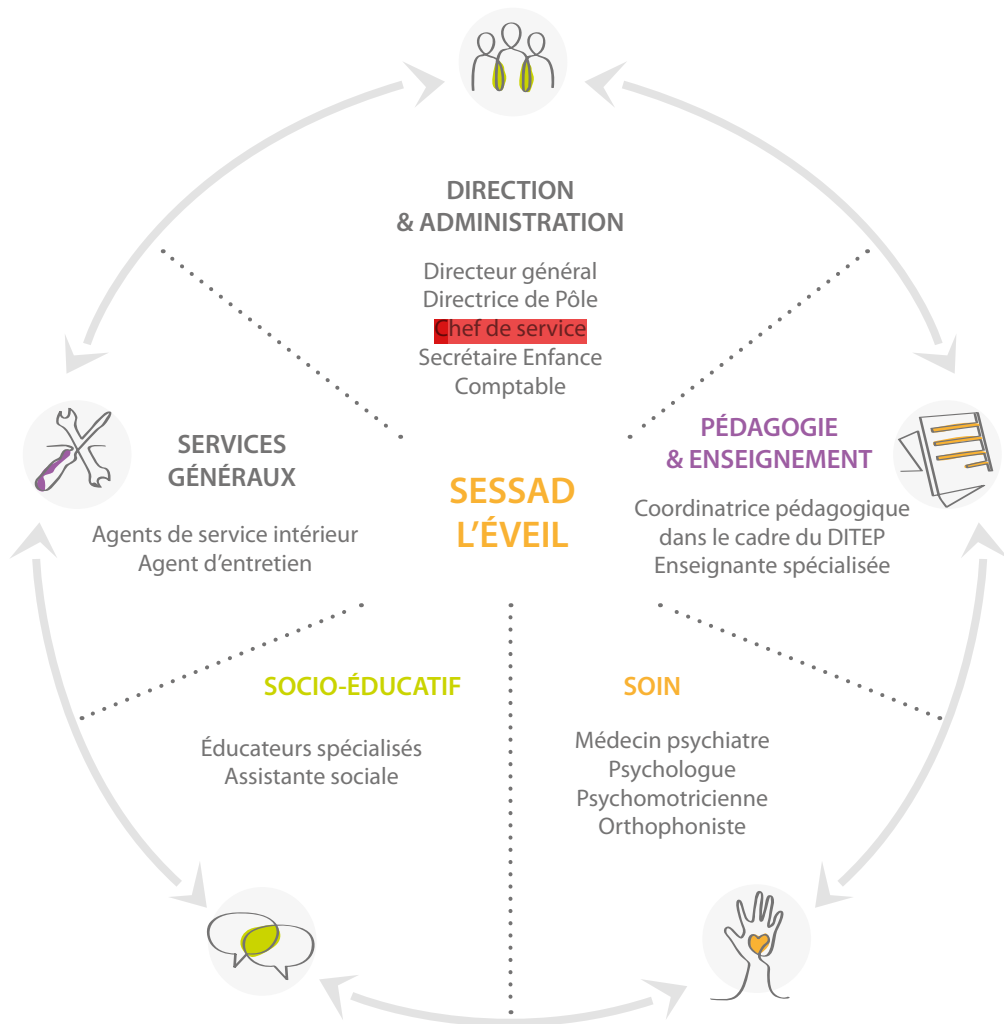 DIRECTION
& ADMINISTRATION
Directeur général
Directrice de Pôle
Chef de service
Secrétaire Enfance
Comptable
SERVICES
GÉNÉRAUX
Agents de service intérieur
Agent d'entretien
SESSAD
L'ÉVEIL
PÉDAGOGIE
& ENSEIGNEMENT
Coordinatrice pédagogique
dans le cadre du DITEP
Enseignante spécialisée
SOCIO-ÉDUCATIF
Éducateurs spécialisés
Assistante sociale
SOIN
Médecin psychiatre
Psychologue
Psychomotricienne
Orthophoniste